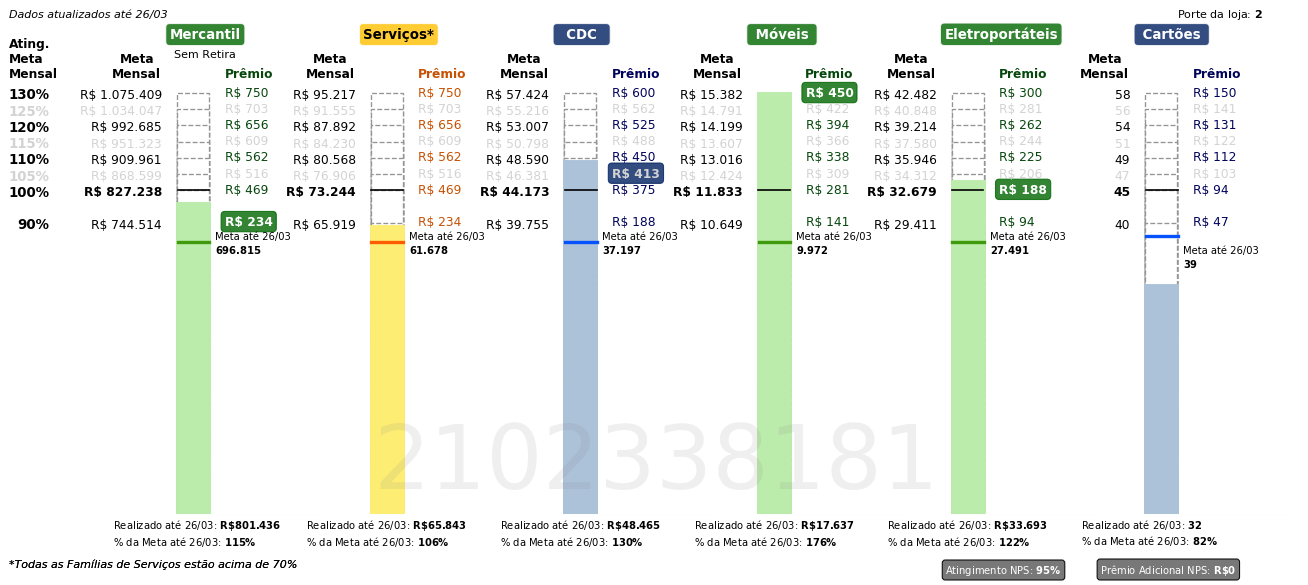 Dados atualizados até 26/03
Porte da loja: 2
Mercantil Serviços* CDC Móveis Eletroportáteis Cartões
Sem Retira
Ating. Meta Mensal
Meta Mensal Prêmio Meta Mensal Prêmio Meta Mensal Prêmio Meta Mensal Prêmio Meta Mensal Prêmio Meta Mensal Prêmio
130% R$ 1.075.409 R$ 750 R$ 95.217 R$ 750 R$ 57.424 R$ 600 R$ 15.382 R$ 450 R$ 42.482 R$ 300 58 R$ 150
125% R$ 1.034.047 R$ 703 R$ 91.555 R$ 703 R$ 55.216 R$ 562 R$ 14.791 R$ 422 R$ 40.848 R$ 281 56 R$ 141
120% R$ 992.685 R$ 656 R$ 87.892 R$ 656 R$ 53.007 R$ 525 R$ 14.199 R$ 394 R$ 39.214 R$ 262 54 R$ 131
115% R$ 951.323 R$ 609 R$ 84.230 R$ 609 R$ 50.798 R$ 488 R$ 13.607 R$ 366 R$ 37.580 R$ 244 51 R$ 122
110% R$ 909.961 R$ 562 R$ 80.568 R$ 562 R$ 48.590 R$ 450 R$ 13.016 R$ 338 R$ 35.946 R$ 225 49 R$ 112
105% R$ 868.599 R$ 516 R$ 76.906 R$ 516 R$ 46.381 R$ 413 R$ 12.424 R$ 309 R$ 34.312 R$ 206 47 R$ 103
100% R$ 827.238 R$ 469 R$ 73.244 R$ 469 R$ 44.173 R$ 375 R$ 11.833 R$ 281 R$ 32.679 R$ 188 45 R$ 94
90% R$ 744.514 R$ 234 R$ 65.919 R$ 234 R$ 39.755 R$ 188 R$ 10.649 R$ 141 R$ 29.411 R$ 94 40 R$ 47
Meta até 26/03 Meta até 26/03 Meta até 26/03 Meta até 26/03 Meta até 26/03 Meta até 26/03
696.815 61.678 37.197 9.972 27.491 39
2102338181
Realizado até 26/03: R$801.436 Realizado até 26/03: R$65.843 Realizado até 26/03: R$48.465 Realizado até 26/03: R$17.637 Realizado até 26/03: R$33.693 Realizado até 26/03: 32
% da Meta até 26/03: 115% % da Meta até 26/03: 106% % da Meta até 26/03: 130% % da Meta até 26/03: 176% % da Meta até 26/03: 122% % da Meta até 26/03: 82%
*Todas as Famílias de Serviços estão acima de 70%
Atingimento NPS: 95% Prêmio Adicional NPS: R$0